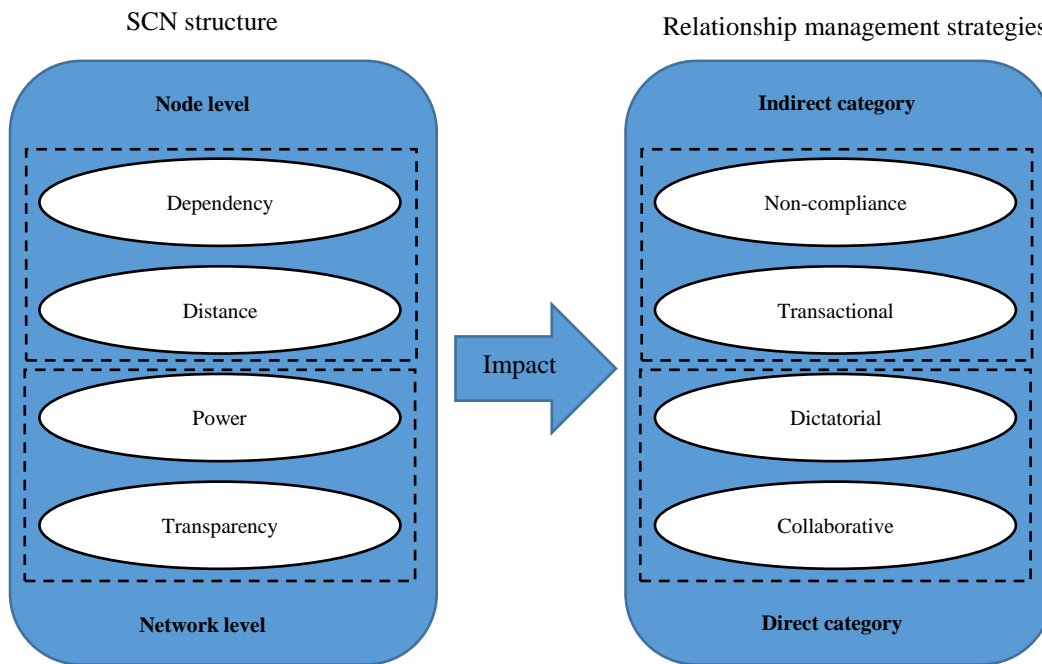 SCN structure
Relationship management strategies
Node level
Dependency
Distance
Power
Transparency
Network level
Impact
Indirect category
Non-compliance
Transactional
Dictatorial
Collaborative
Direct category